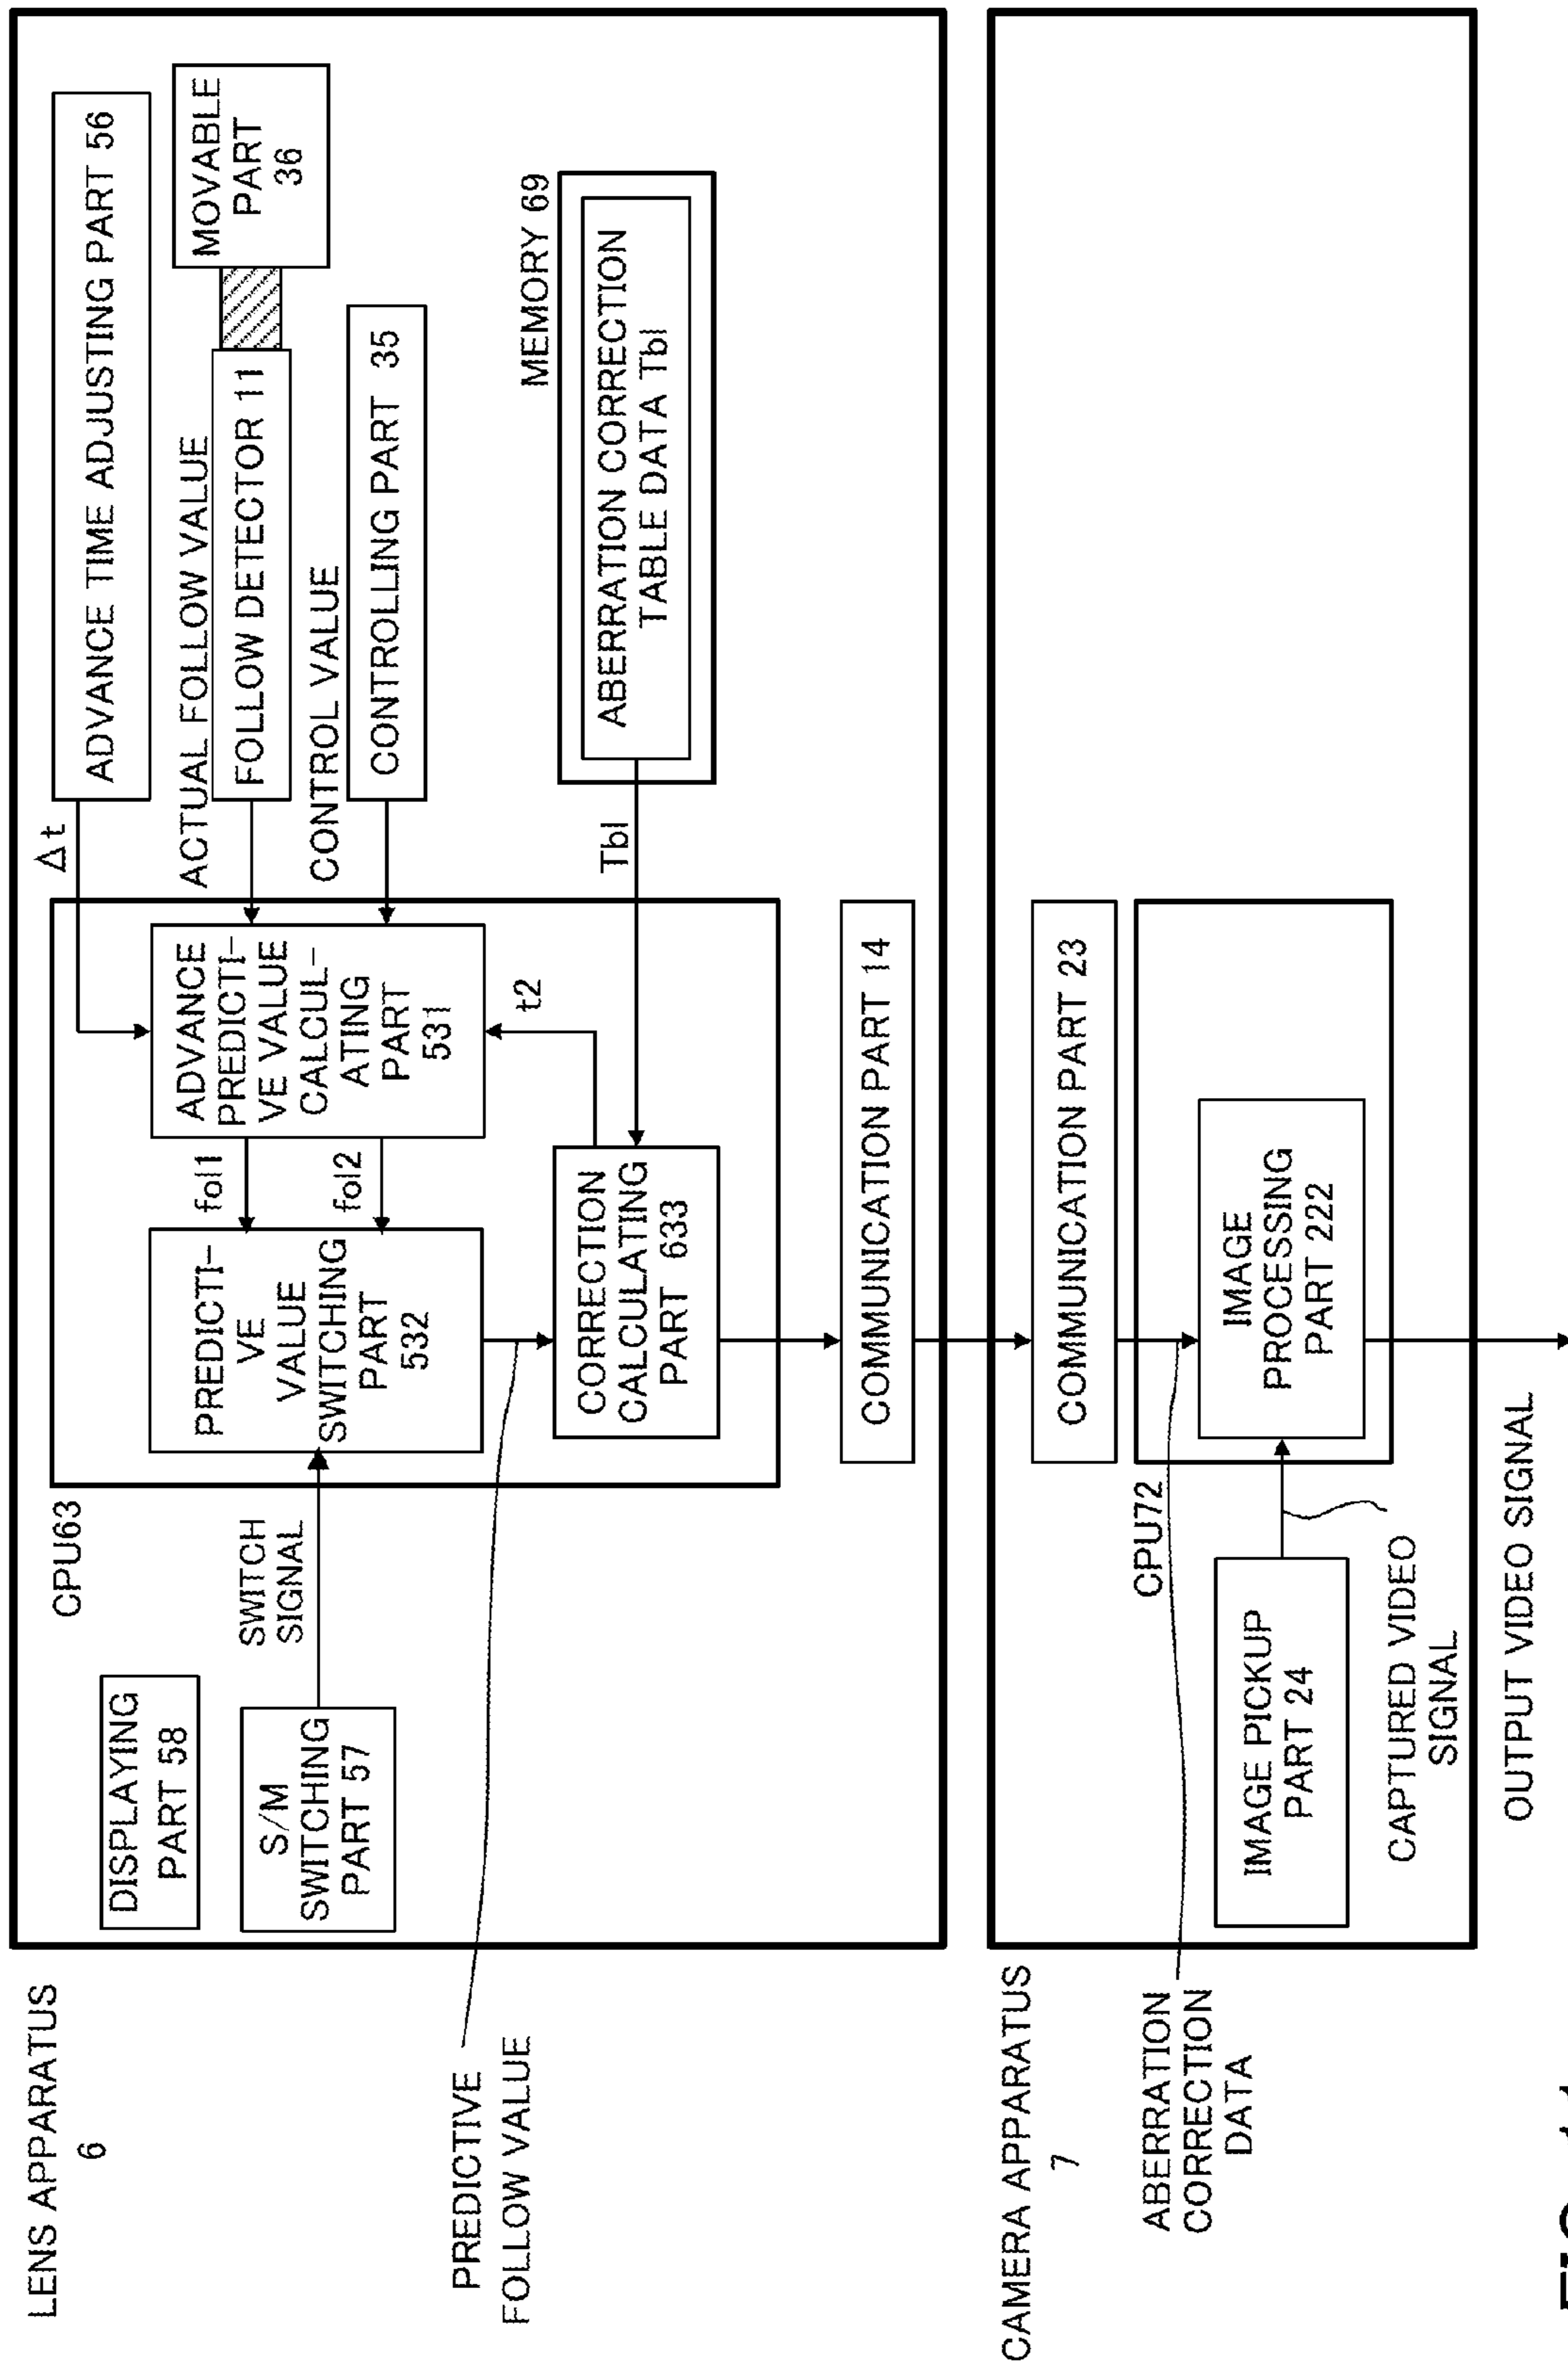 LENS APPARATUS
6
DISPLAYING
PART 58
S/M
SWITCHING
PART 57
SWITCH
SIGNAL
CPU63
PREDICTI-
VE
VALUE
SWITCHING
PART
532
fol1
fol2
ADVANCE
PREDICTI-
VE VALUE
CALCUL-
ATING
PART
531
Δt
ADVANCE TIME ADJUSTING PART 56
ACTUAL FOLLOW VALUE
FOLLOW DETECTOR 11
MOVABLE
PART
36
CONTROL VALUE
CONTROLLING PART 35
PREDICTIVE
FOLLOW VALUE
t2
CORRECTION
CALCULATING
PART 633
Tbl
MEMORY 69
ABERRATION CORRECTION
TABLE DATA Tbl
COMMUNICATION PART 14
CAMERA APPARATUS
7
COMMUNICATION PART 23
ABERRATION
CORRECTION
DATA
CPU72
IMAGE PICKUP
PART 24
IMAGE
PROCESSING
PART 222
CAPTURED VIDEO
SIGNAL
OUTPUT VIDEO SIGNAL